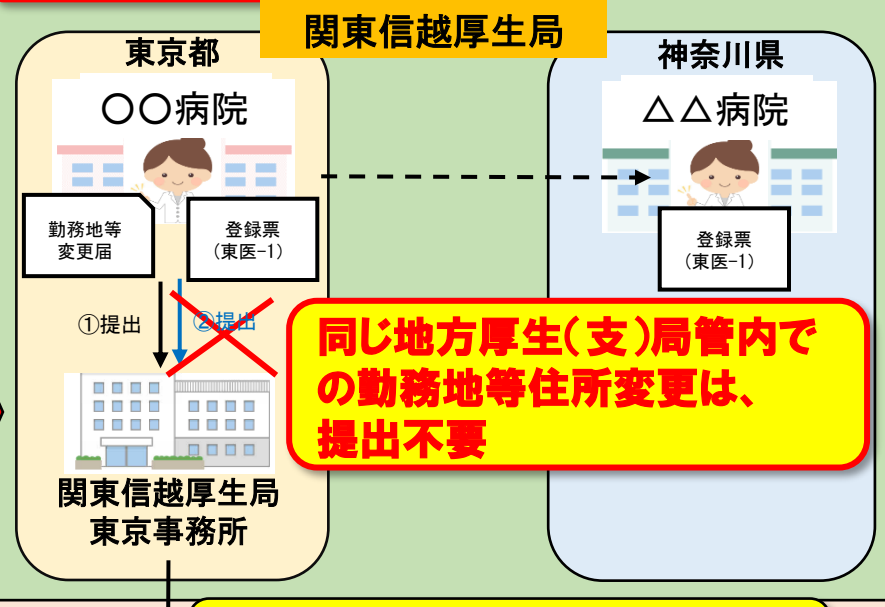 関東信越厚生局
東京都
〇〇病院
勤務地等
変更届
登録票
(東医-1)
①提出
②提出
関東信越厚生局
東京事務所
神奈川県
△△病院
登録票
(東医-1)
同じ地方厚生(支)局管内で
の勤務地等住所変更は、
提出不要